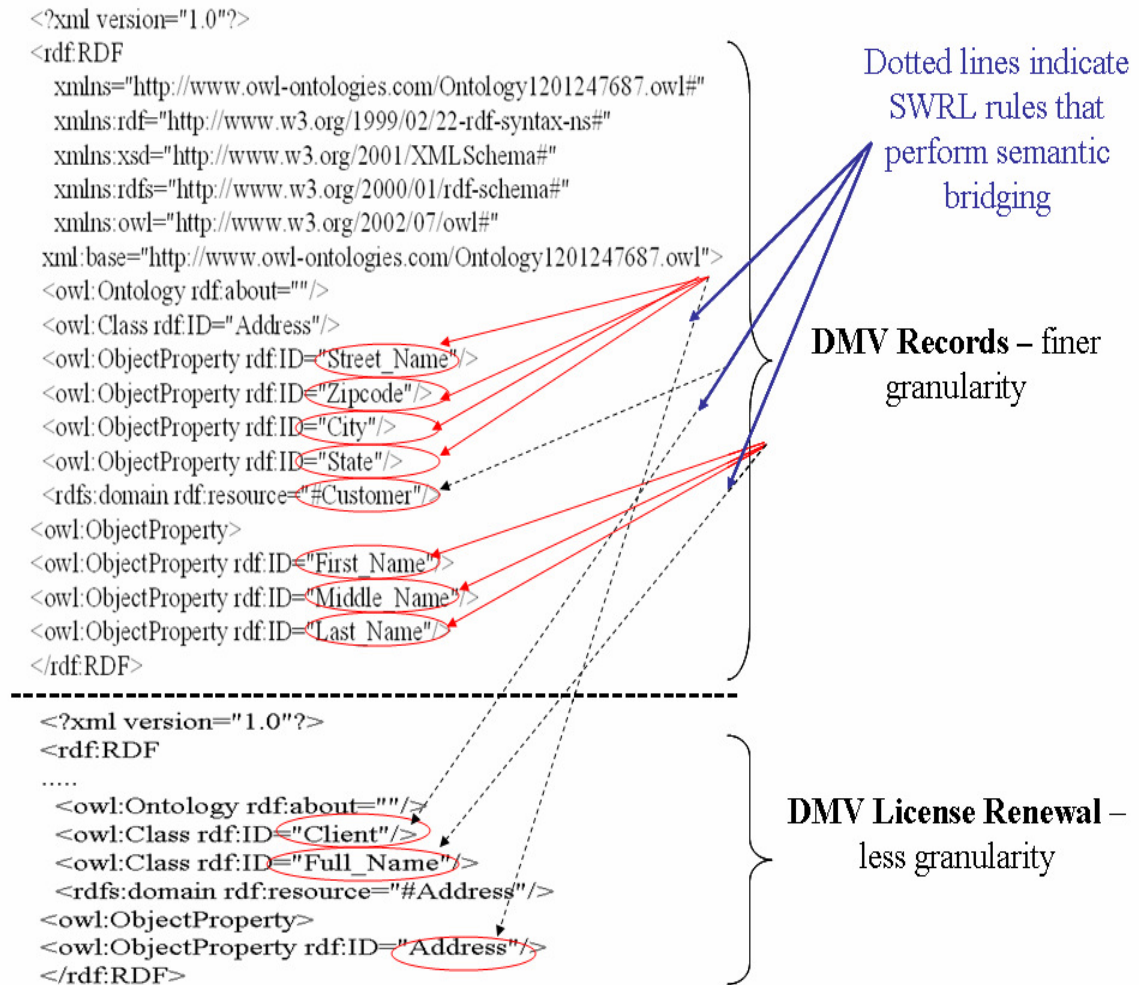 <?xml version="1.0"?>
<rdf:RDF
xmlns="http://www.owl-ontologies.com/Ontology1201247687.owl#"
xmlns:rdf="http://www.w3.org/1999/02/22-rdf-syntax-ns#"
xmlns:xsd="http://www.w3.org/2001/XMLSchema#"
xmlns:rdfs="http://www.w3.org/2000/01/rdf-schema#"
xmlns:owl="http://www.w3.org/2002/07/owl#"
xml:base="http://www.owl-ontologies.com/Ontology1201247687.owl">
<owl:Ontology rdf:about=""/>
<owl:Class rdf:ID="Address"/>
<owl:ObjectProperty rdf:ID="Street_Name"/>
<owl:ObjectProperty rdf:ID="Zipcode"/>
<owl:ObjectProperty rdf:ID="City"/>
<owl:ObjectProperty rdf:ID="State"/>
<rdfs:domain rdf:resource="#Customer"/>
<owl:ObjectProperty>
<owl:ObjectProperty rdf:ID="First_Name"/>
<owl:ObjectProperty rdf:ID="Middle_Name"/>
<owl:ObjectProperty rdf:ID="Last_Name"/>
</rdf:RDF>
Dotted lines indicate
SWRL rules that
perform semantic
bridging
DMV Records – finer
granularity
<?xml version="1.0"?>
<rdf:RDF
.....
<owl:Ontology rdf:about=""/>
<owl:Class rdf:ID="Client"/>
<owl:Class rdf:ID="Full_Name"/>
<rdfs:domain rdf:resource="#Address"/>
<owl:ObjectProperty>
<owl:ObjectProperty rdf:ID="Address"/>
</rdf:RDF>
DMV License Renewal –
less granularity